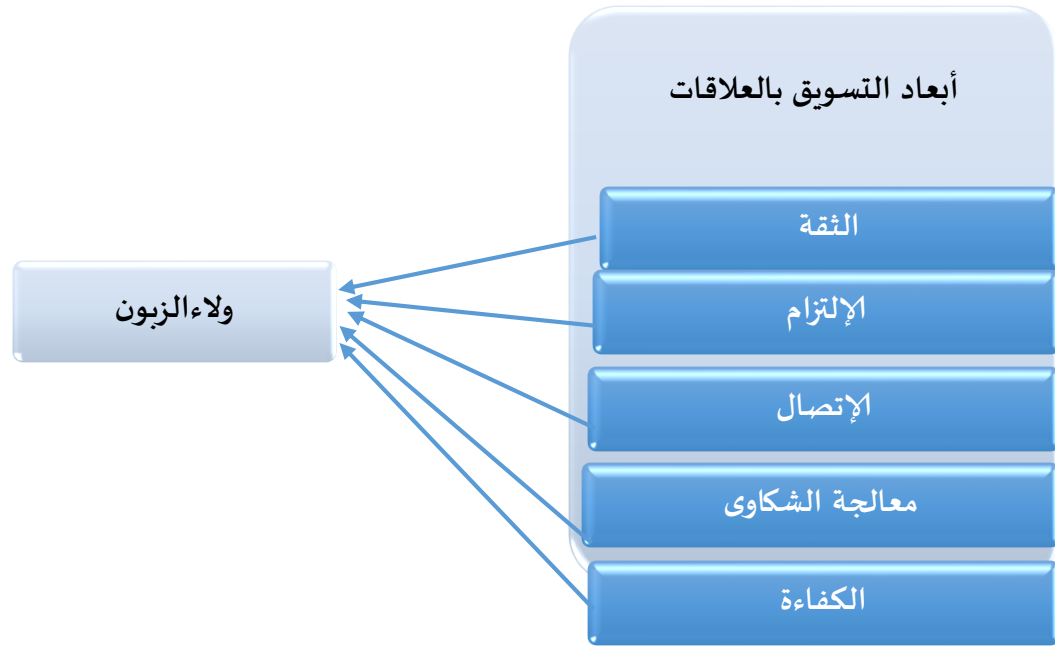 أبعاد التسويق بالعلاقات
الثقة
الإلتزام
الإتصال
معالجة الشكاوى
الكفاءة
ولاءالزبون